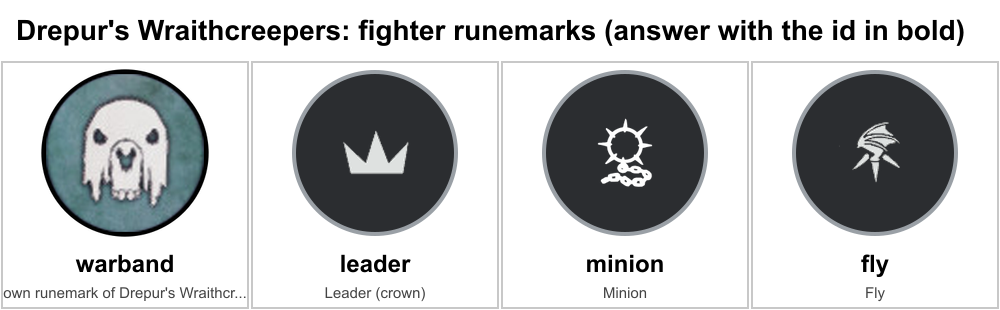 Drepur's Wraithcreepers: fighter runemarks (answer with the id in bold)
warband
own runemark of Drepur's Wraithcr...
leader
Leader (crown)
minion
Minion
fly
Fly